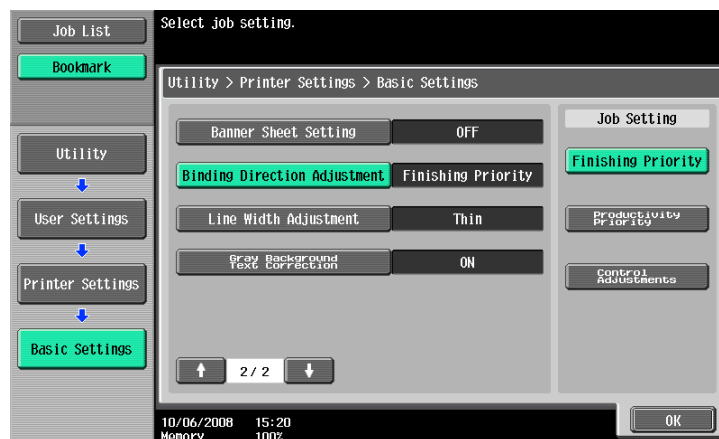 Job List
Bookmark
Select job setting.
Utility > Printer Settings > Basic Settings
Utility
User Settings
Printer Settings
Basic Settings
Banner Sheet Setting OFF
Binding Direction Adjustment Finishing Priority
Line Width Adjustment Thin
Gray Background
Text Correction ON
2/ 2
Job Setting
Finishing Priority
Productivity
Priority
Control
Adjustments
10/06/2008 15:20
Memory 100%
OK